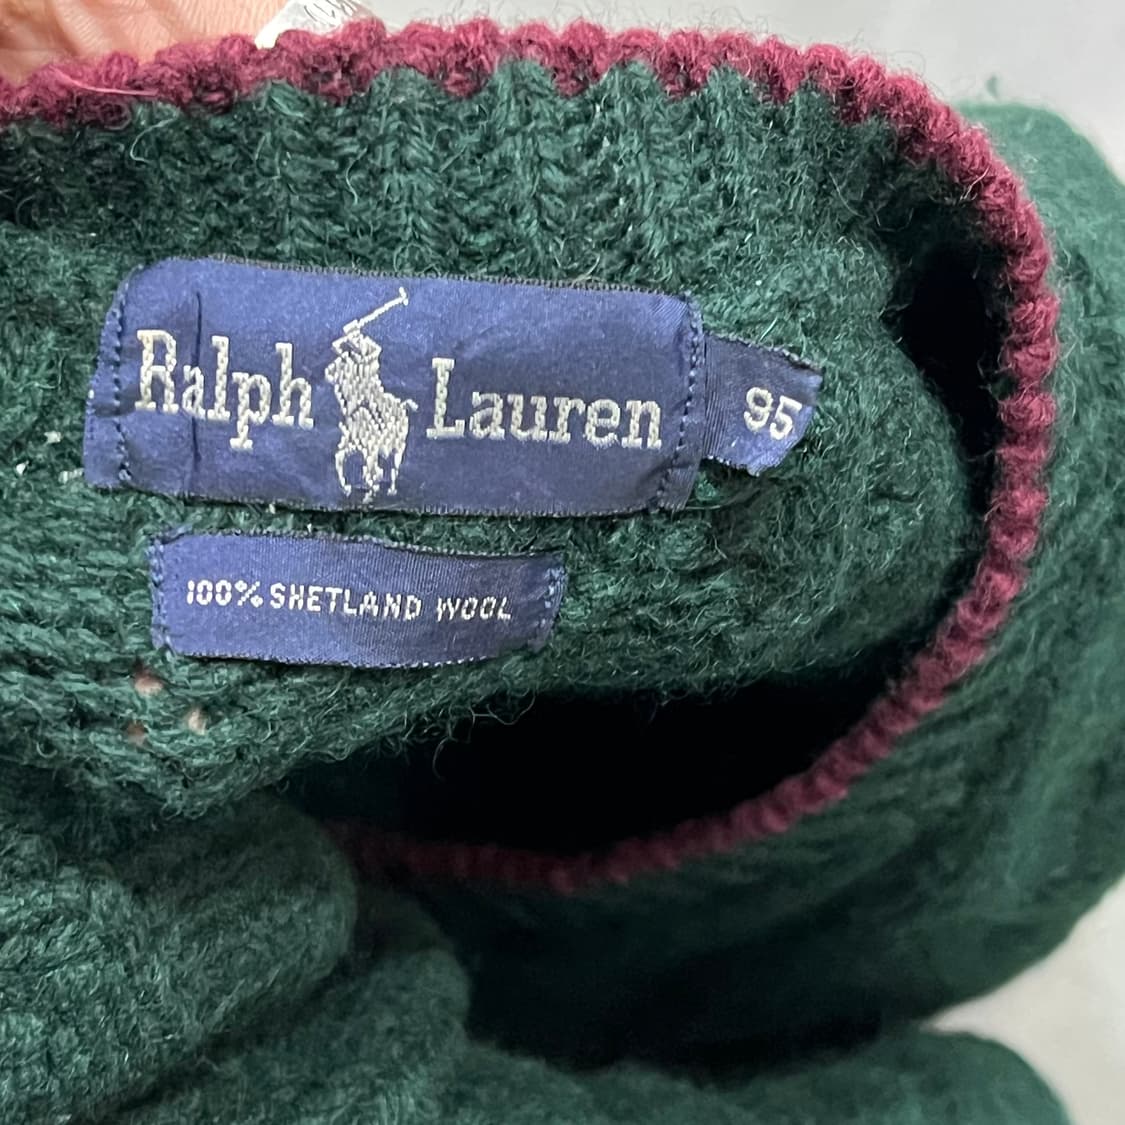 Ralph Lauren
95
100% SHETLAND WOOL